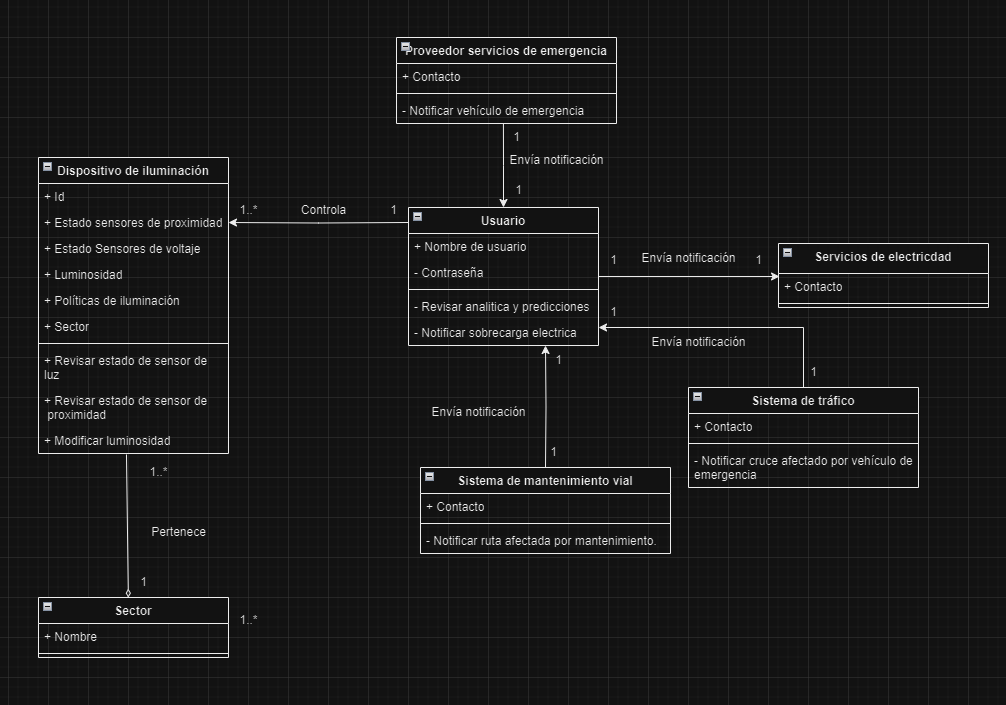 Proveedor servicios de emergencia
+ Contacto
- Notificar vehículo de emergencia
1
Envía notificación
1
Dispositivo de iluminación
+ Id
+ Estado sensores de proximidad
+ Estado Sensores de voltaje
+ Luminosidad
+ Políticas de iluminación
+ Sector
+ Revisar estado de sensor de
luz
+ Revisar estado de sensor de
proximidad
+ Modificar luminosidad
1..*
Controla
1
Usuario
+ Nombre de usuario
- Contraseña
- Revisar analitica y predicciones
- Notificar sobrecarga electrica
1
Envía notificación
1
Servicios de electricdad
+ Contacto
1
Envía notificación
1
Sistema de tráfico
+ Contacto
- Notificar cruce afectado por vehículo de
emergencia
1
Envía notificación
1
Sistema de mantenimiento vial
+ Contacto
- Notificar ruta afectada por mantenimiento.
1..*
Pertenece
1
Sector
+ Nombre
1..*